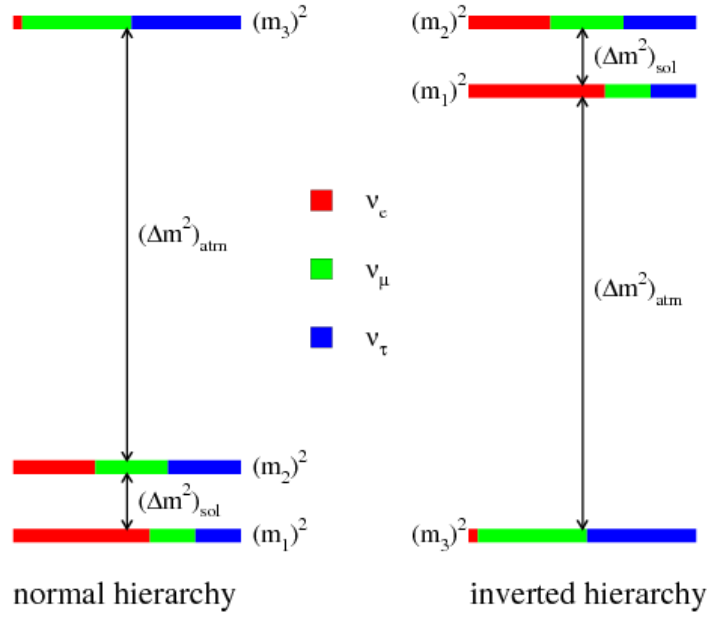 (m₃)²
(m₂)²
(Δm²)sol
(m₁)²
νe
(Δm²)atm
νμ
(Δm²)atm
ντ
(m₂)²
(Δm²)sol
(m₁)²
(m₃)²
normal hierarchy
inverted hierarchy